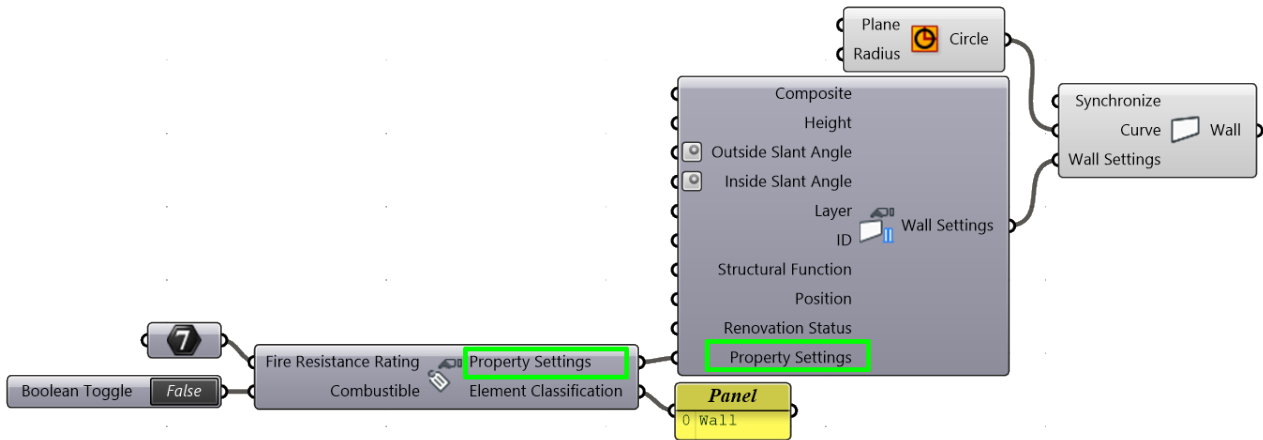 Plane
Radius
Circle
Composite
Height
Outside Slant Angle
Inside Slant Angle
Layer
ID
Structural Function
Position
Renovation Status
Property Settings
Wall Settings
Synchronize
Curve
Wall Settings
Wall
7
Boolean Toggle False
Fire Resistance Rating
Combustible
Property Settings
Element Classification
Panel
0 Wall